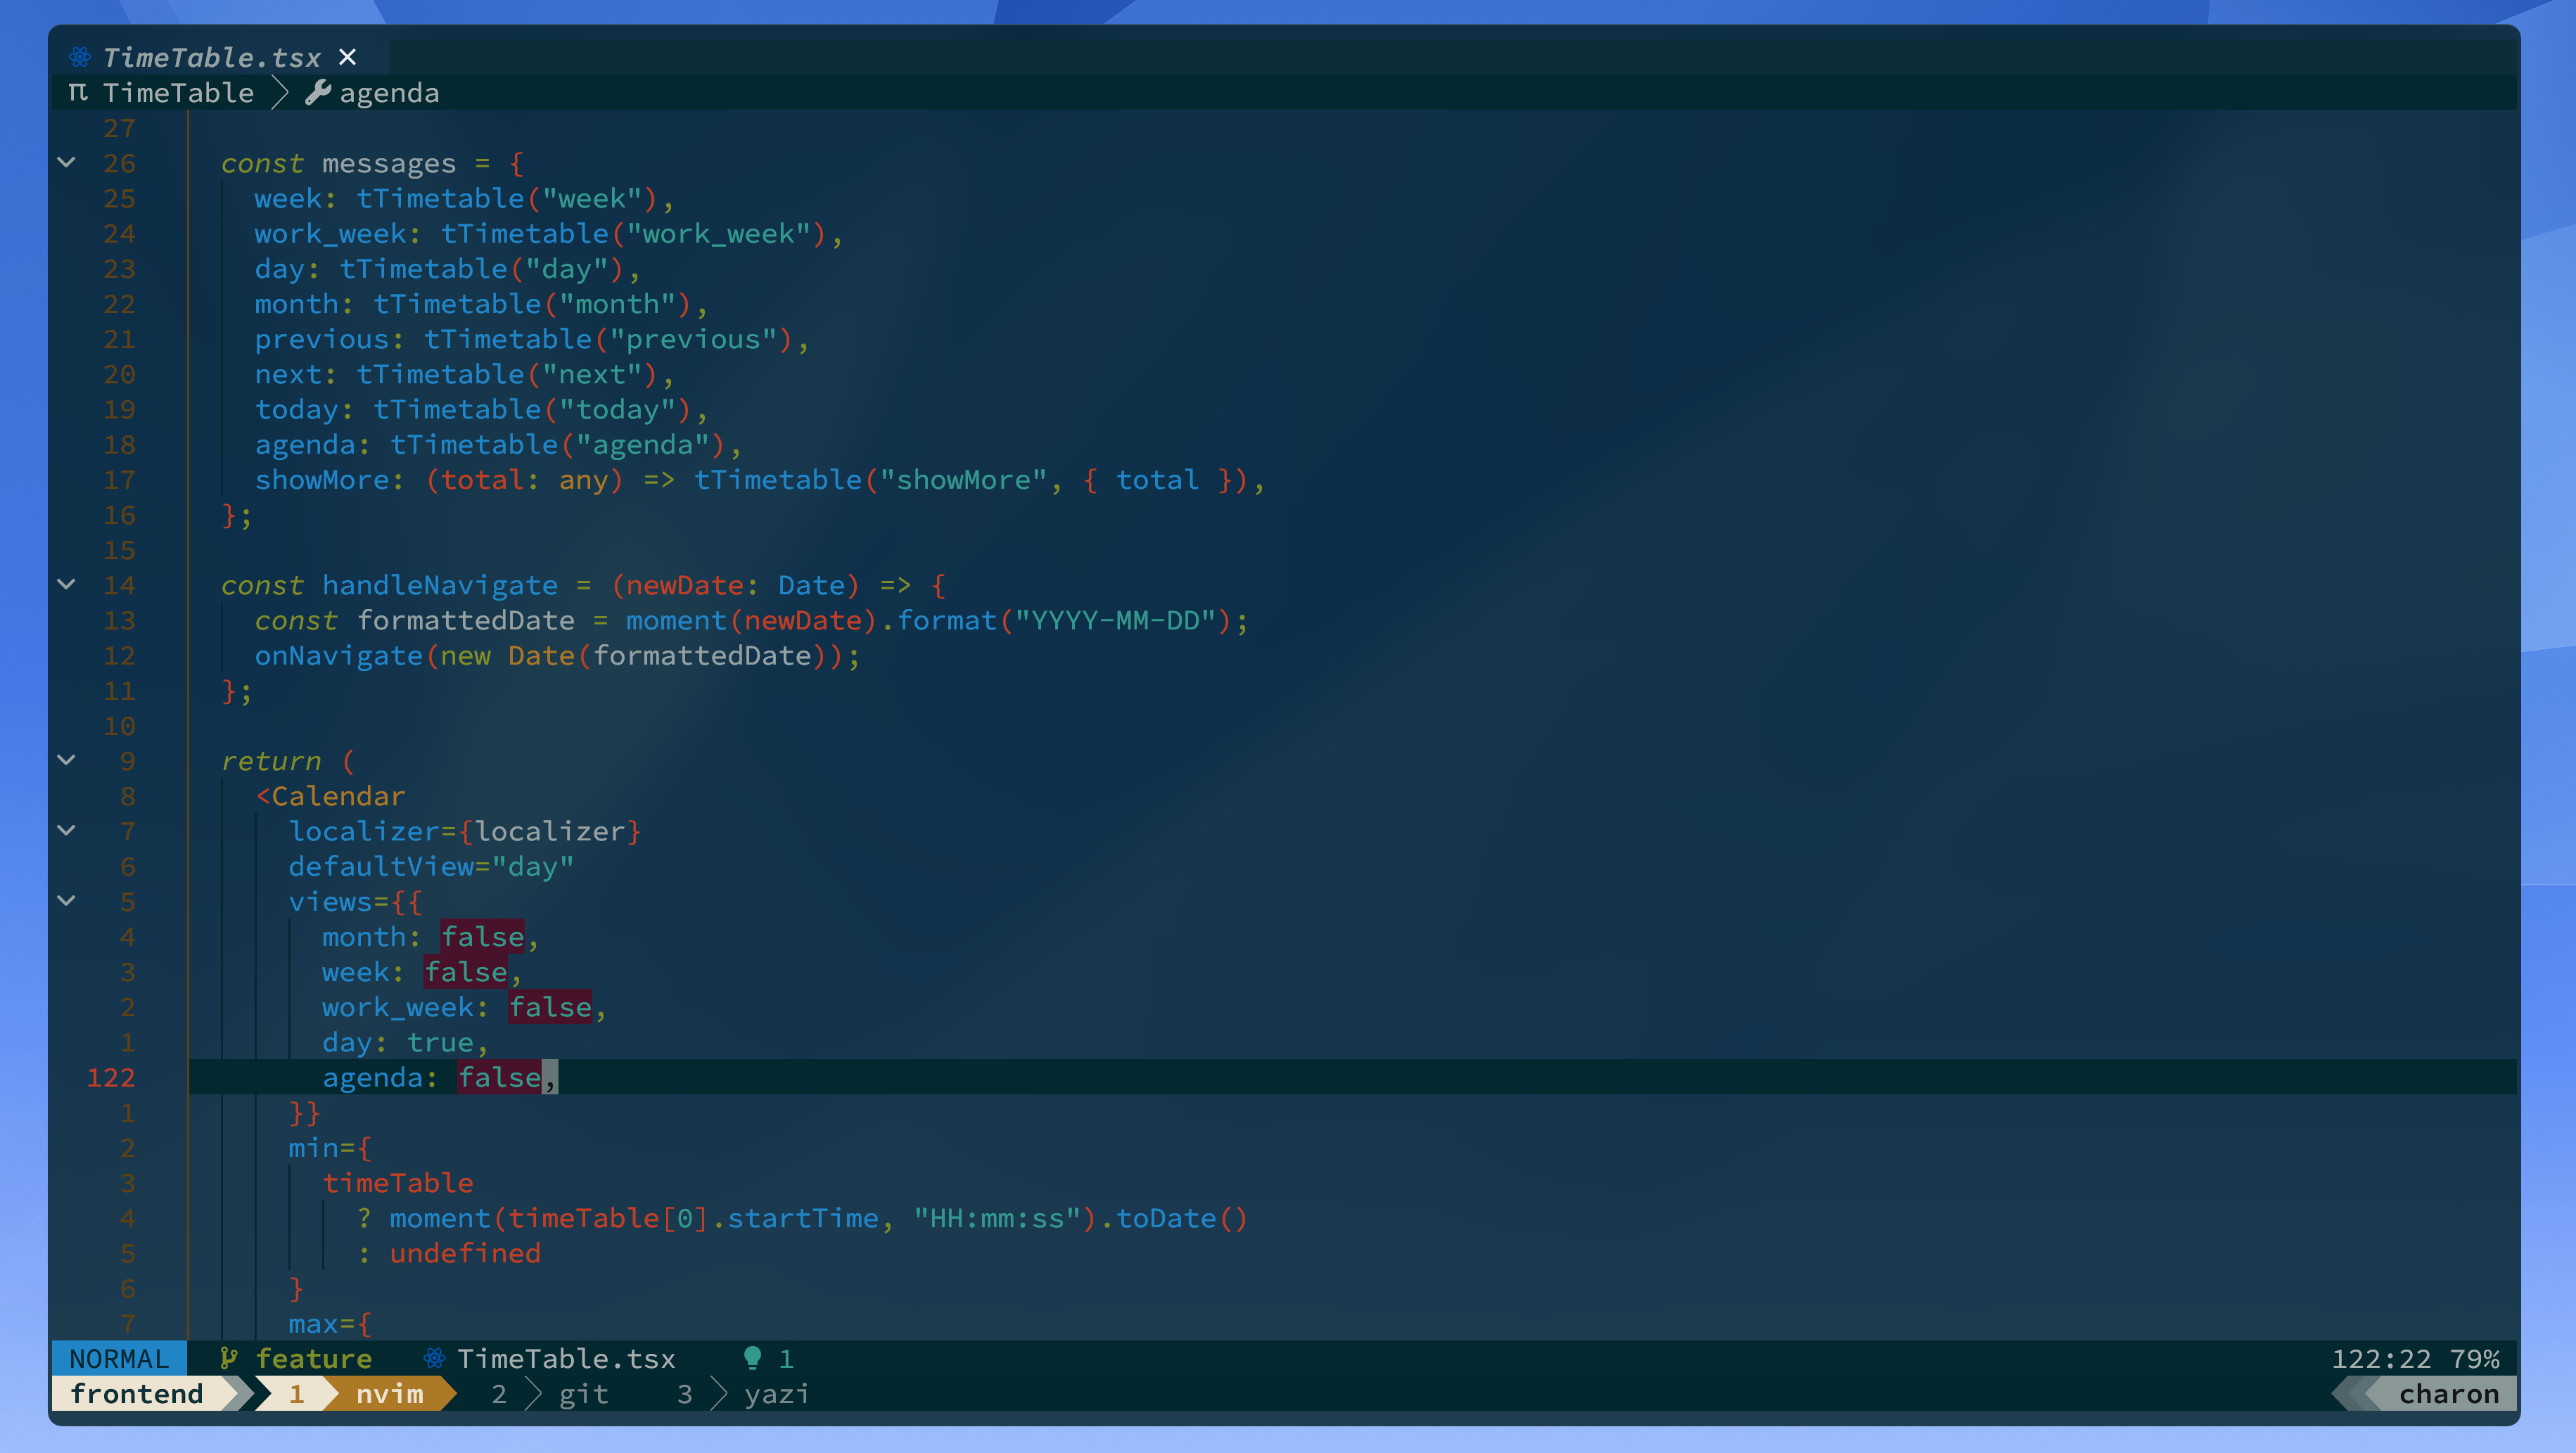 TimeTable.tsx ×
π TimeTable > agenda
27
26 const messages = {
25 week: tTimetable("week"),
24 work_week: tTimetable("work_week"),
23 day: tTimetable("day"),
22 month: tTimetable("month"),
21 previous: tTimetable("previous"),
20 next: tTimetable("next"),
19 today: tTimetable("today"),
18 agenda: tTimetable("agenda"),
17 showMore: (total: any) => tTimetable("showMore", { total }),
16 };
15
14 const handleNavigate = (newDate: Date) => {
13 const formattedDate = moment(newDate).format("YYYY-MM-DD");
12 onNavigate(new Date(formattedDate));
11 };
10
9 return (
8 <Calendar
7 localizer={localizer}
6 defaultView="day"
5 views={{
4 month: false,
3 week: false,
2 work_week: false,
1 day: true,
122 agenda: false,
1 }}
2 min={
3 timeTable
4 ? moment(timeTable[0].startTime, "HH:mm:ss").toDate()
5 : undefined
6 }
7 max={
NORMAL feature TimeTable.tsx 1 122:22 79%
frontend 1 nvim 2 git 3 yazi charon